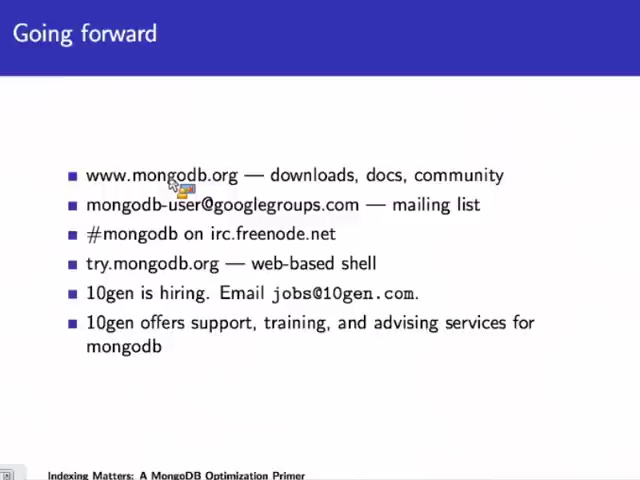 Going forward
www.mongodb.org — downloads, docs, community
mongodb-user@googlegroups.com — mailing list
#mongodb on irc.freenode.net
try.mongodb.org — web-based shell
10gen is hiring. Email jobs@10gen.com.
10gen offers support, training, and advising services for
mongodb
Indexing Matters: A MongoDB Optimization Primer